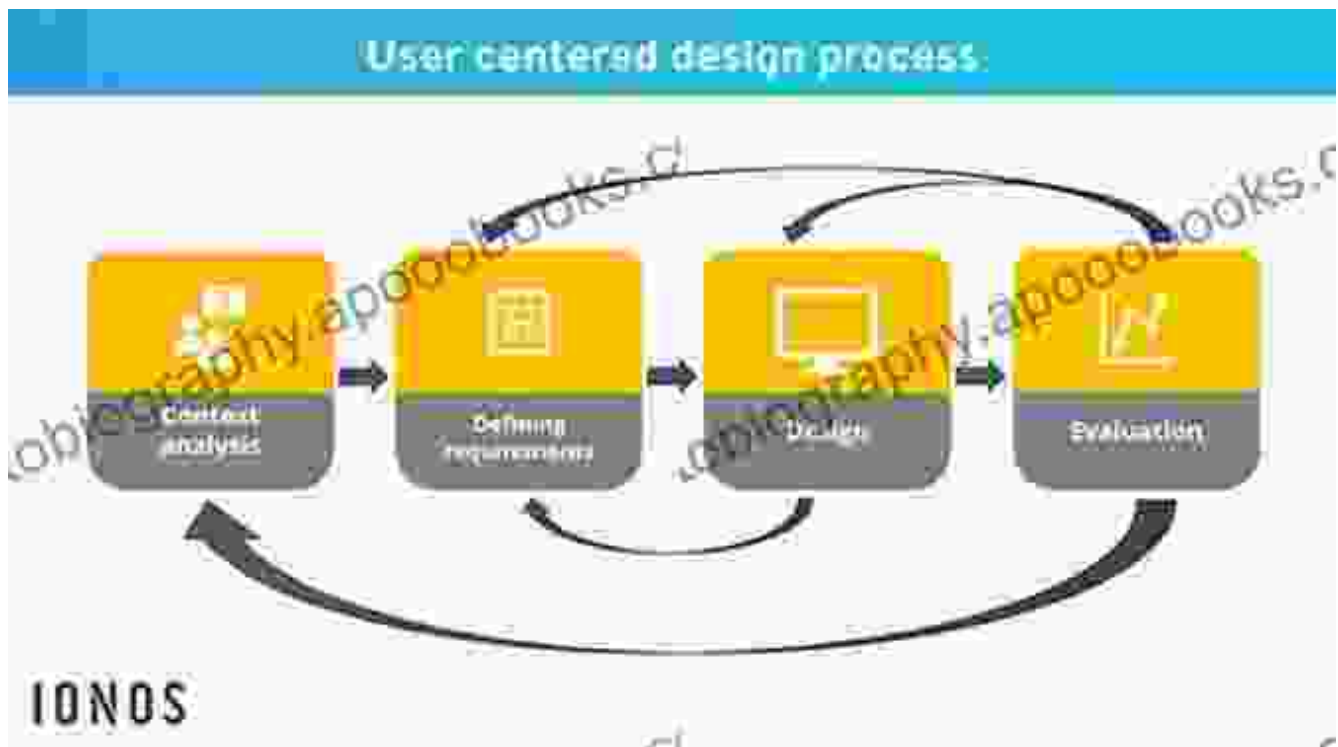 User centered design process
Context
analysis
Defining
requirements
Design
Evaluation
IONOS